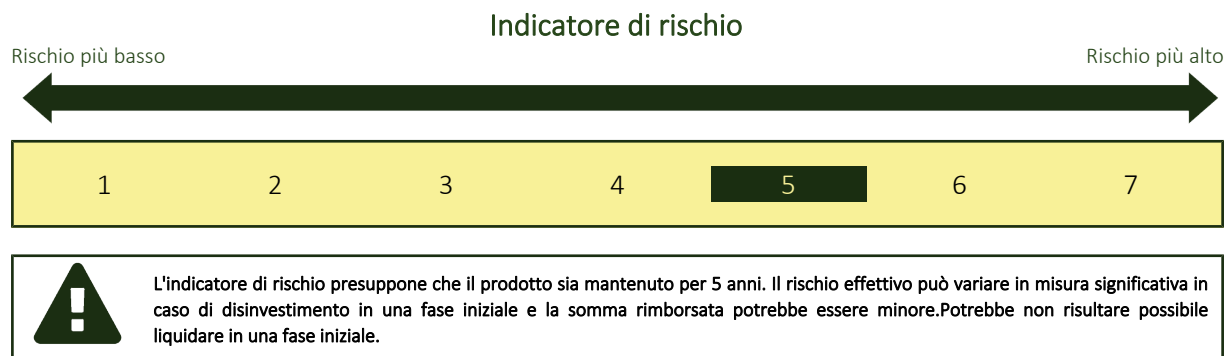 Indicatore di rischio
Rischio più basso
Rischio più alto
1 2 3 4 5 6 7
L'indicatore di rischio presuppone che il prodotto sia mantenuto per 5 anni. Il rischio effettivo può variare in misura significativa in
caso di disinvestimento in una fase iniziale e la somma rimborsata potrebbe essere minore.Potrebbe non risultare possibile
liquidare in una fase iniziale.